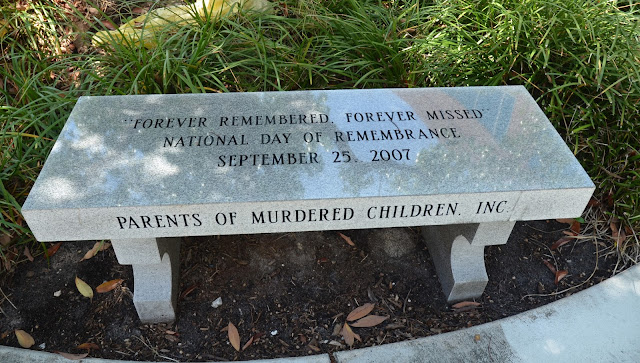 "FOREVER REMEMBERED, FOREVER MISSED"
NATIONAL DAY OF REMEMBRANCE
SEPTEMBER 25, 2007
PARENTS OF MURDERED CHILDREN, INC.